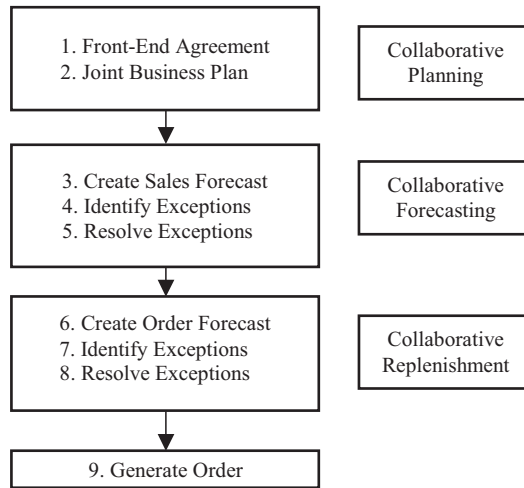 1. Front-End Agreement
2. Joint Business Plan
Collaborative
Planning
3. Create Sales Forecast
4. Identify Exceptions
5. Resolve Exceptions
Collaborative
Forecasting
6. Create Order Forecast
7. Identify Exceptions
8. Resolve Exceptions
Collaborative
Replenishment
9. Generate Order